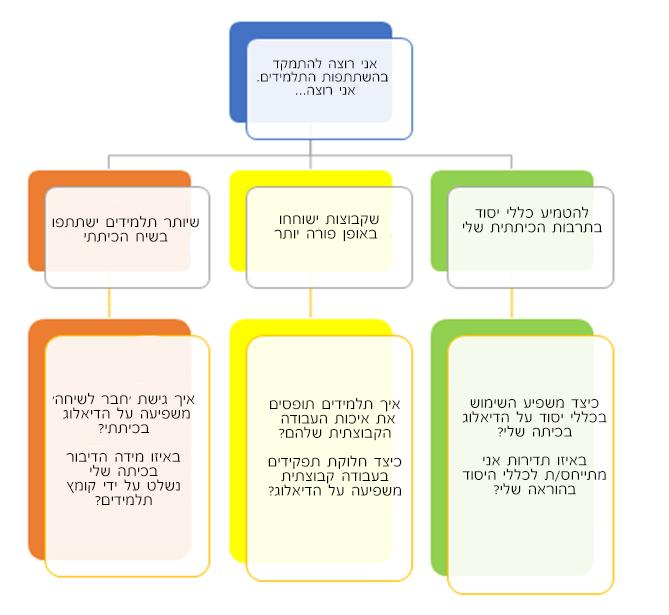 אני רוצה להתמקד
בהשתתפות התלמידים.
אני רוצה...
להטמיע כללי יסוד
בתרבות הכיתתית שלי
שקבוצות ישוחחו
באופן פורה יותר
שיותר תלמידים ישתתפו
בשיח הכיתתי
כיצד משפיע השימוש
בכללי יסוד על הדיאלוג
בכיתה שלי?
באיזו תדירות אני
מתייחס/ת לכללי היסוד
בהוראה שלי?
איך תלמידים תופסים
את איכות העבודה
הקבוצתית שלהם?
כיצד חלוקת תפקידים
בעבודה קבוצתית
משפיעה על הדיאלוג?
איך גישת 'חבר לשיחה'
משפיעה על הדיאלוג
בכיתתי?
באיזו מידה הדיבור
בכיתה שלי
נשלט על ידי קומץ
תלמידים?